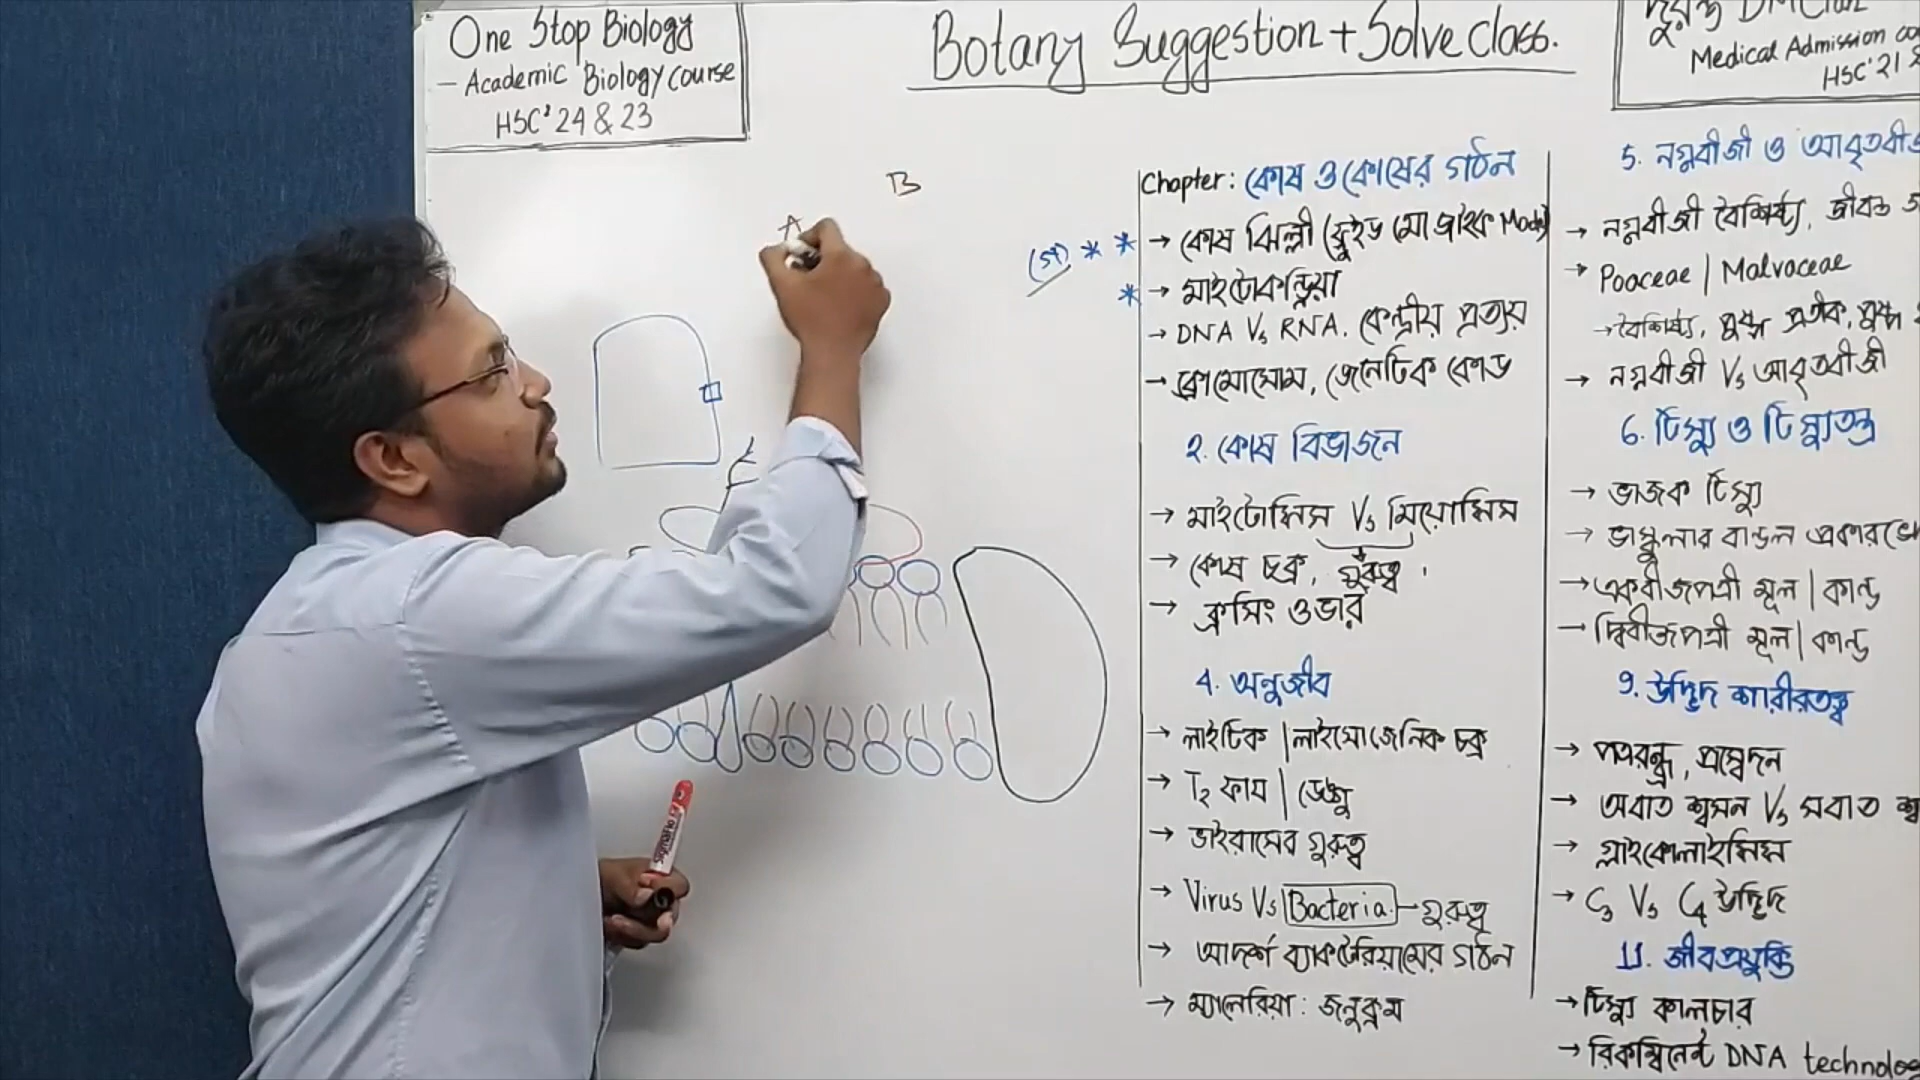 One Stop Biology
- Academic Biology course
HSC' 24 & 23
Botany Suggestion + Solve class.
Medical Admission
HSC' 21
B
A
Chapter: কোষ ও কোষের গঠন
(ST) * * → কোষ ঝিল্লী (ফ্লুইড মোজাইক Model)
* → মাইটোকন্ড্রিয়া
→ DNA Vs RNA. কেন্দ্রীয় প্রত্যয়
→ ক্রোমোসোম, জেনেটিক কোড
২. কোষ বিভাজন
→ মাইটোসিস Vs মিয়োসিস
→ কোষ চক্র, গুরুত্ব
→ ক্রসিং ওভার
4. অনুজীব
→ লাইটিক | লাইসোজেনিক চক্র
→ T2 ফায | ডেঙ্গু
→ ভাইরাসের গুরুত্ব
→ Virus Vs Bacteria - গুরুত্ব
→ আদর্শ ব্যাকটেরিয়ামের গঠন
→ ম্যালেরিয়া : জনুক্রম
5. নগ্নবীজী ও আবৃতবীজ
→ নগ্নবীজী বৈশিষ্ট্য, জীবন্ত
→ Poaceae | Malvaceae
→ বৈশিষ্ট্য, পুষ্প প্রতীক, পুষ্প
→ নগ্নবীজী Vs আবৃতবীজী
6. টিস্যু ও টিস্যুতন্ত্র
→ ভাজক টিস্যু
→ ভাস্কুলার বান্ডল প্রকারভে
→ একবীজপত্রী মূল | কান্ড
→ দ্বিবীজপত্রী মূল | কান্ড
9. উদ্ভিদ শারীরতত্ত্ব
→ পত্ররন্ধ্র, প্রস্বেদন
→ অবাত শ্বসন Vs সবাত শ্ব
→ গ্লাইকোলাইসিস
→ C3 Vs C4 উদ্ভিদ
11. জীবপ্রযুক্তি
→ টিস্যু কালচার
→ রিকম্বিনেন্ট DNA technolog